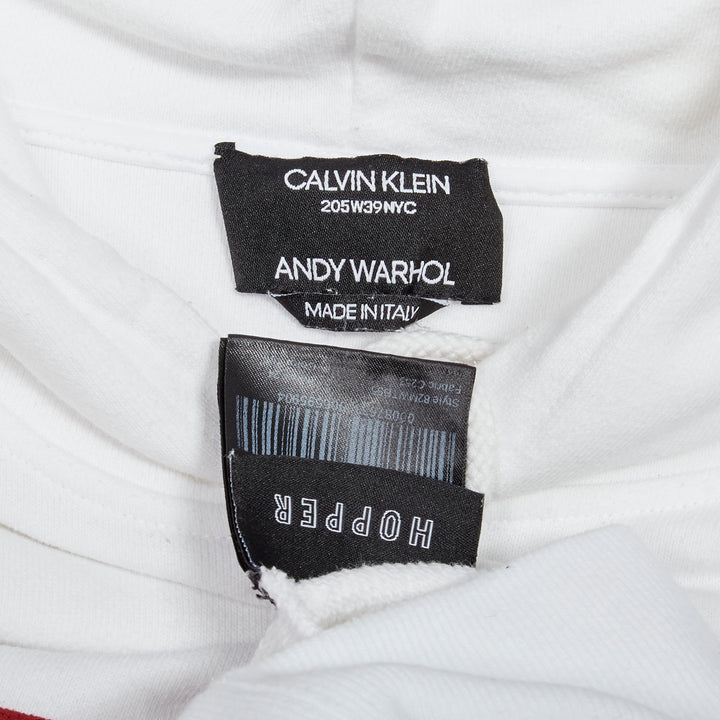 CALVIN KLEIN
205W39NYC
ANDY WARHOL
MADE IN ITALY
HOPPER